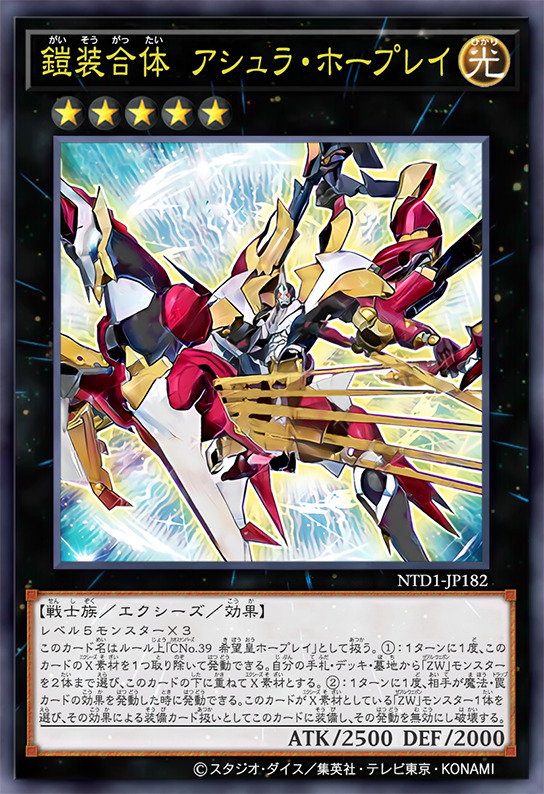 鎧装合体 アシュラ・ホープレイ
光
NTD1-JP182
【戦士族／エクシーズ／効果】
レベル５モンスター×３
このカード名はルール上「CNo.39 希望皇ホープレイ」として扱う。①：1ターンに1度、この
カードのX素材を1つ取り除いて発動できる。自分の手札・デッキ・墓地から「ZW」モンスター
を2体まで選び、このカードの下に重ねてX素材とする。②：1ターンに1度、相手が魔法・罠
カードの効果を発動した時に発動できる。このカードがX素材としている「ZW」モンスター1体を
選び、その効果による装備カード扱いとしてこのカードに装備し、その発動を無効にし破壊する。
ATK/2500 DEF/2000
©スタジオ・ダイス／集英社・テレビ東京・KONAMI